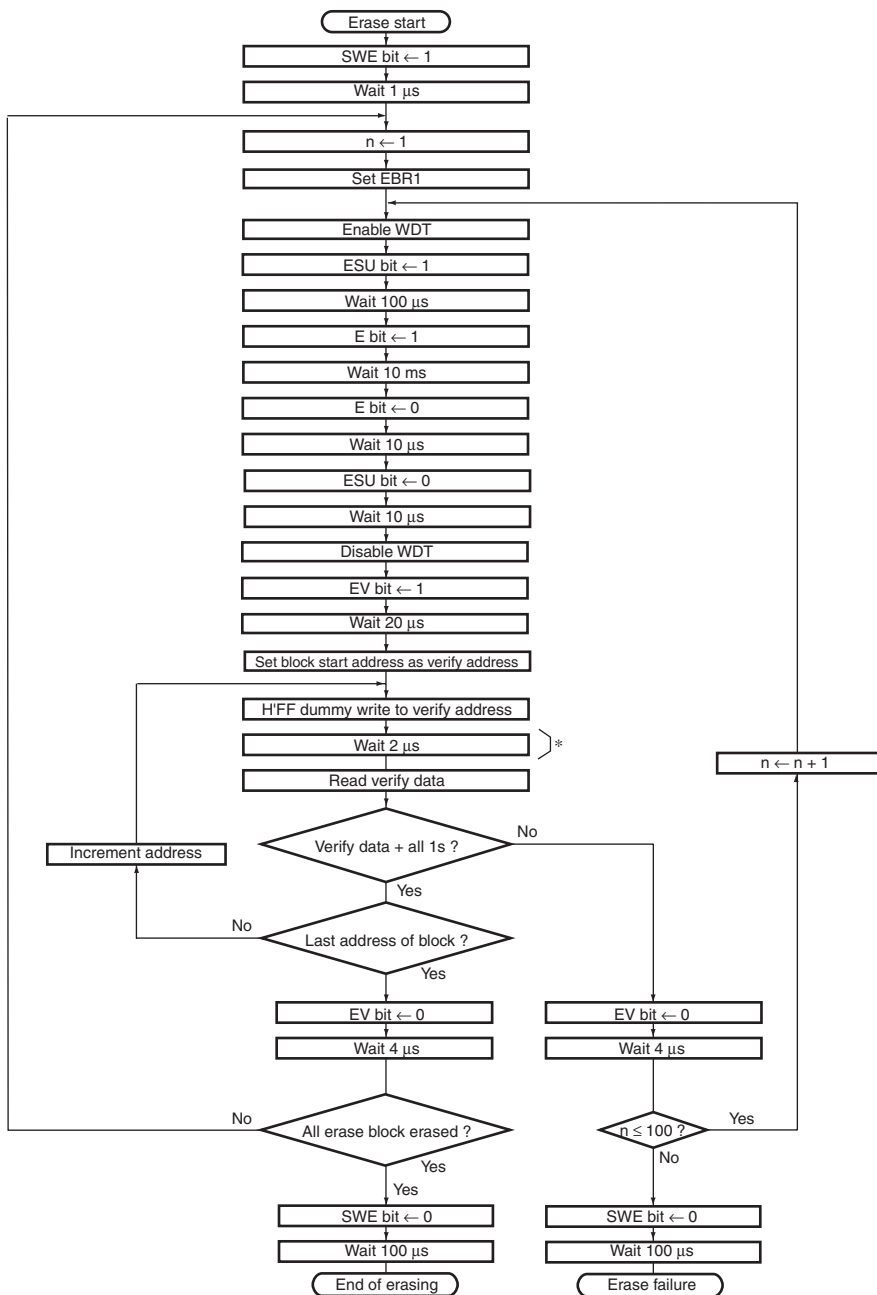 Erase start
SWE bit ← 1
Wait 1 μs
n ← 1
Set EBR1
Enable WDT
ESU bit ← 1
Wait 100 μs
E bit ← 1
Wait 10 ms
E bit ← 0
Wait 10 μs
ESU bit ← 0
Wait 10 μs
Disable WDT
EV bit ← 1
Wait 20 μs
Set block start address as verify address
H'FF dummy write to verify address
Wait 2 μs
*
n ← n + 1
Read verify data
Verify data + all 1s ?
No
Increment address
Yes
No
Last address of block ?
Yes
EV bit ← 0
EV bit ← 0
Wait 4 μs
Wait 4 μs
No
All erase block erased ?
n ≤ 100 ?
Yes
Yes
No
Yes
SWE bit ← 0
SWE bit ← 0
Wait 100 μs
Wait 100 μs
End of erasing
Erase failure